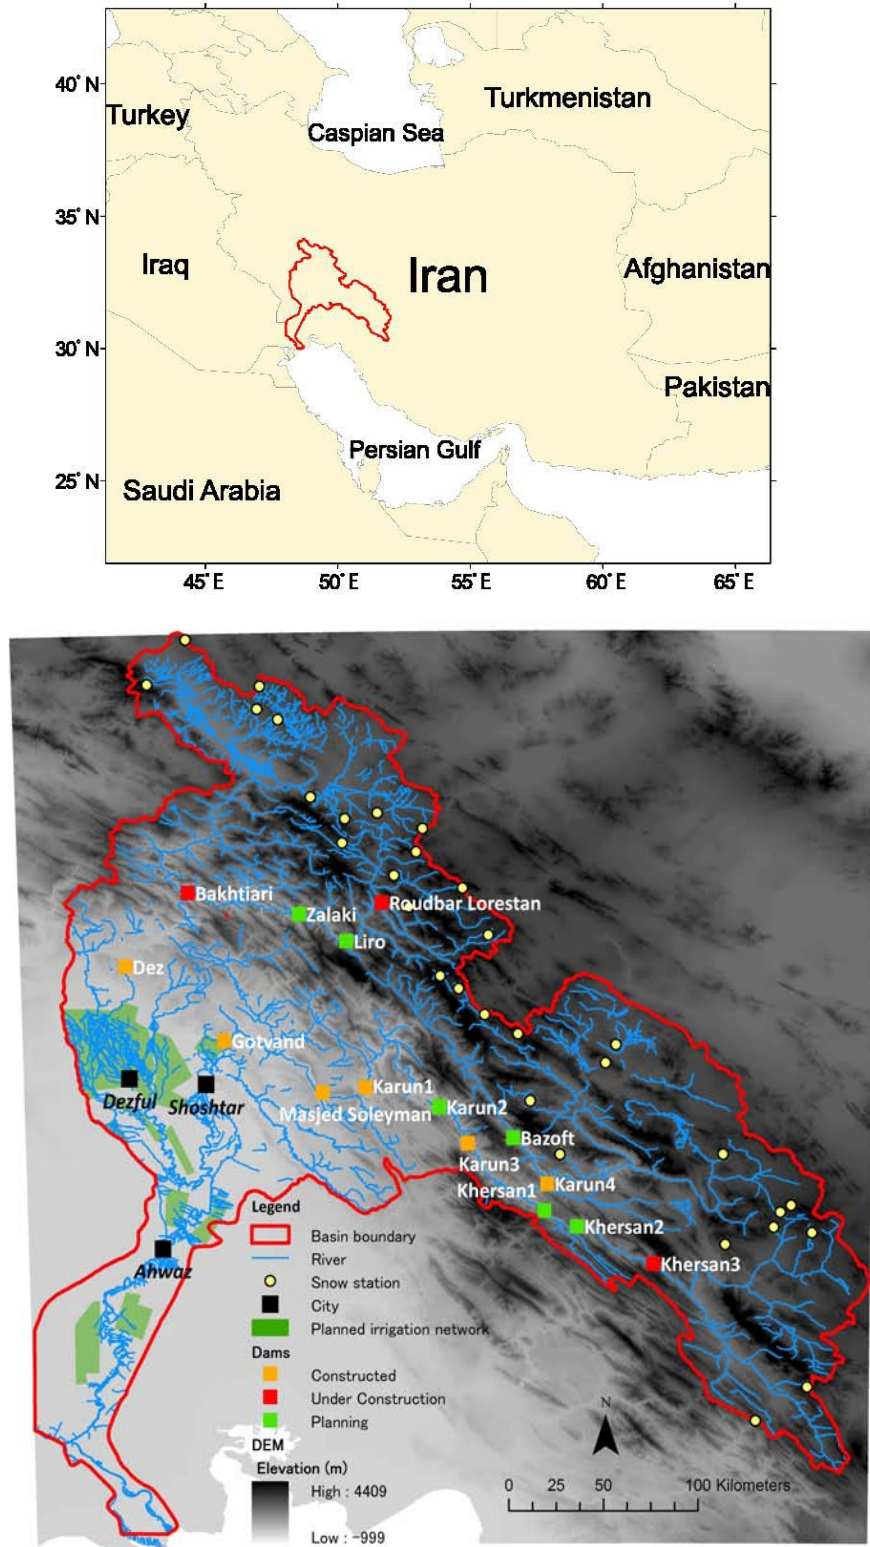 40° N
Turkey
Caspian Sea
Turkmenistan
35° N
Iraq
Iran
Afghanistan
30° N
Pakistan
Persian Gulf
25° N
Saudi Arabia
45° E
50° E
55° E
60° E
65° E
Bakhtiari
Roudbar Lorestan
Zalaki
Liro
Dez
Gotvand
Dezful
Shoshtar
Karun1
Masjed Soleyman
Karun2
Bazoft
Karun3
Khersan1
Karun4
Khersan2
Khersan3
Ahwaz
Legend
Basin boundary
River
Snow station
City
Planned irrigation network
Dams
Constructed
Under Construction
Planning
DEM
Elevation (m)
High : 4409
Low : -999
N
0 25 50 100 Kilometers